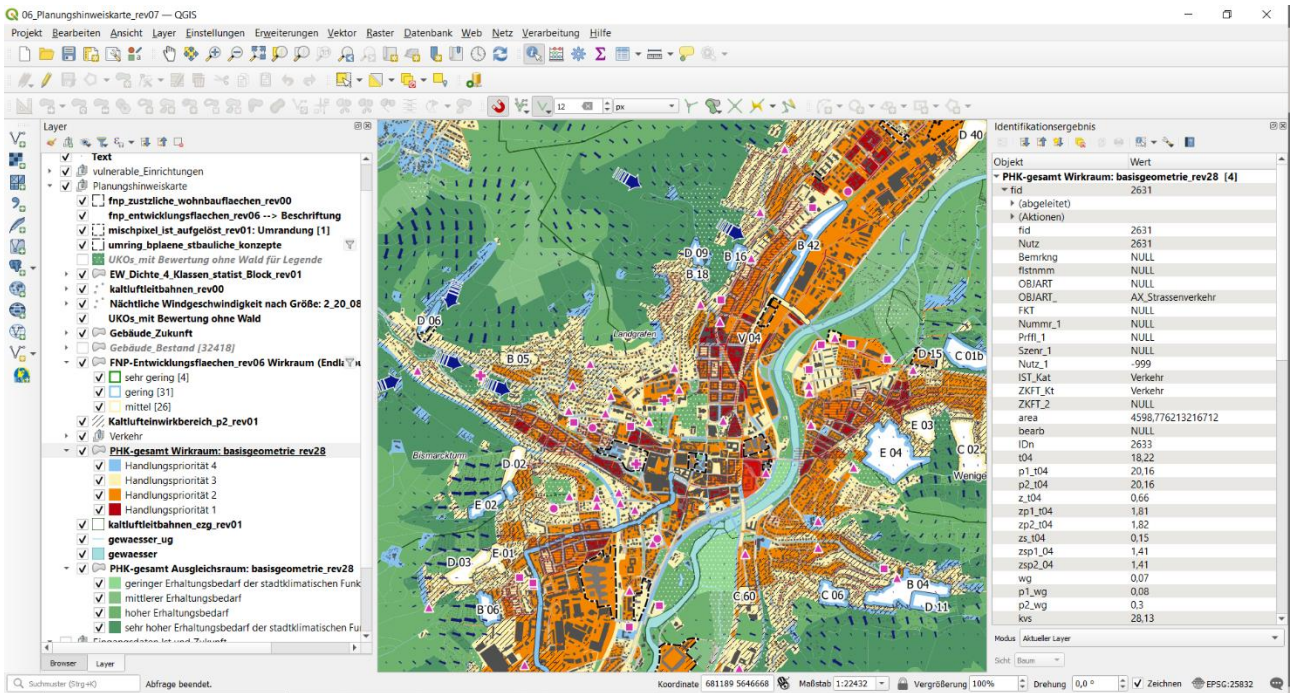 06_Planungshinweiskarte_rev07 — QGIS
Projekt Bearbeiten Ansicht Layer Einstellungen Erweiterungen Vektor Raster Datenbank Web Netz Verarbeitung Hilfe
12 px
Layer
Text
vulnerable_Einrichtungen
Planungshinweiskarte
fnp_zustzliche_wohnbauflaechen_rev00
fnp_entwicklungsflaechen_rev06 --> Beschriftung
mischpixel_ist_aufgelöst_rev01: Umrandung [1]
umring_bplaene_stbauliche_konzepte
UKOs_mit Bewertung ohne Wald für Legende
EW_Dichte_4_Klassen_statist_Block_rev01
kaltluftleitbahnen_rev00
Nächtliche Windgeschwindigkeit nach Größe: 2_20_08
UKOs_mit Bewertung ohne Wald
Gebäude_Zukunft
Gebäude_Bestand [32418]
FNP-Entwicklungsflaechen_rev06 Wirkraum
sehr gering [4]
gering [31]
mittel [26]
Kaltlufteinwirkbereich_p2_rev01
Verkehr
PHK-gesamt Wirkraum: basisgeometrie_rev28
Handlungspriorität 4
Handlungspriorität 3
Handlungspriorität 2
Handlungspriorität 1
kaltluftleitbahnen_ezg_rev01
gewaesser_ug
gewaesser
PHK-gesamt Ausgleichsraum: basisgeometrie_rev28
geringer Erhaltungsbedarf der stadtklimatischen Funk
mittlerer Erhaltungsbedarf
hoher Erhaltungsbedarf
sehr hoher Erhaltungsbedarf der stadtklimatischen Fu
Eingangsdaten Ist und Zukunft
Browser Layer
D 40
B 42
D 09
B 16
B 18
D 06
Landgrafen
V 04
B 05
D 15
C 01b
E 03
Bismarckturm
D 02
E 04
C 02
Wenige
E 02
E 01
D 03
B 06
C 60
C 06
B 04
D 11
Identifikationsergebnis
Objekt Wert
PHK-gesamt Wirkraum: basisgeometrie_rev28 [4]
fid 2631
(abgeleitet)
(Aktionen)
fid 2631
Nutz 2631
Bemrkng NULL
flstnmm NULL
OBJART NULL
OBJART_ AX_Strassenverkehr
FKT NULL
Nummr_1 NULL
Prffl_1 NULL
Szenr_1 NULL
Nutz_1 -999
IST_Kat Verkehr
ZKFT_Kt Verkehr
ZKFT_2 NULL
area 4598,776213216712
bearb NULL
IDn 2633
t04 18,22
p1_t04 20,16
p2_t04 20,16
z_t04 0,66
zp1_t04 1,81
zp2_t04 1,82
zs_t04 0,15
zsp1_04 1,41
zsp2_04 1,41
wg 0,07
p1_wg 0,08
p2_wg 0,3
kvs 28,13
Modus Aktueller Layer
Sicht Baum
Suchmuster (Strg+K) Abfrage beendet. Koordinate 681189 5646668 Maßstab 1:22432 Vergrößerung 100% Drehung 0,0 ° Zeichnen EPSG:25832